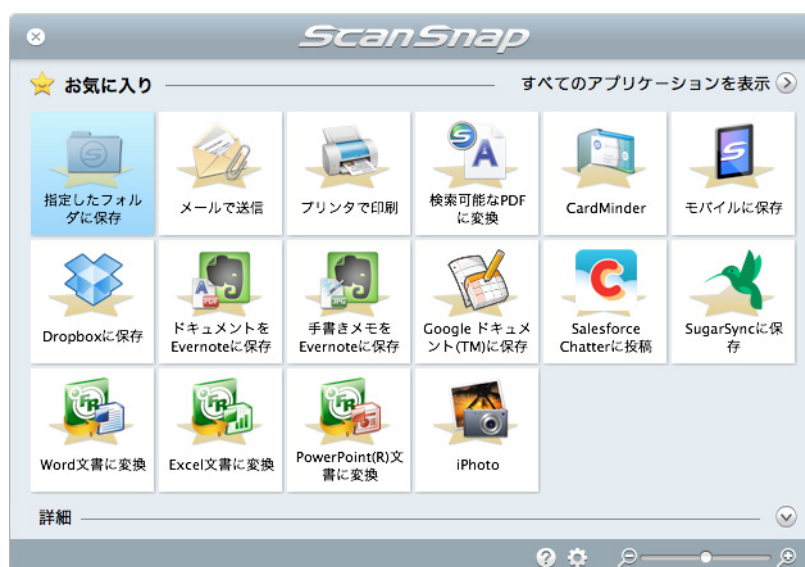 ScanSnap
お気に入り
すべてのアプリケーションを表示
指定したフォル
ダに保存
メールで送信
プリンタで印刷
検索可能なPDF
に変換
CardMinder
モバイルに保存
Dropboxに保存
ドキュメントを
Evernoteに保存
手書きメモを
Evernoteに保存
Google ドキュメ
ント(TM)に保存
Salesforce
Chatterに投稿
SugarSyncに保
存
Word文書に変換
Excel文書に変換
PowerPoint(R)文
書に変換
iPhoto
詳細